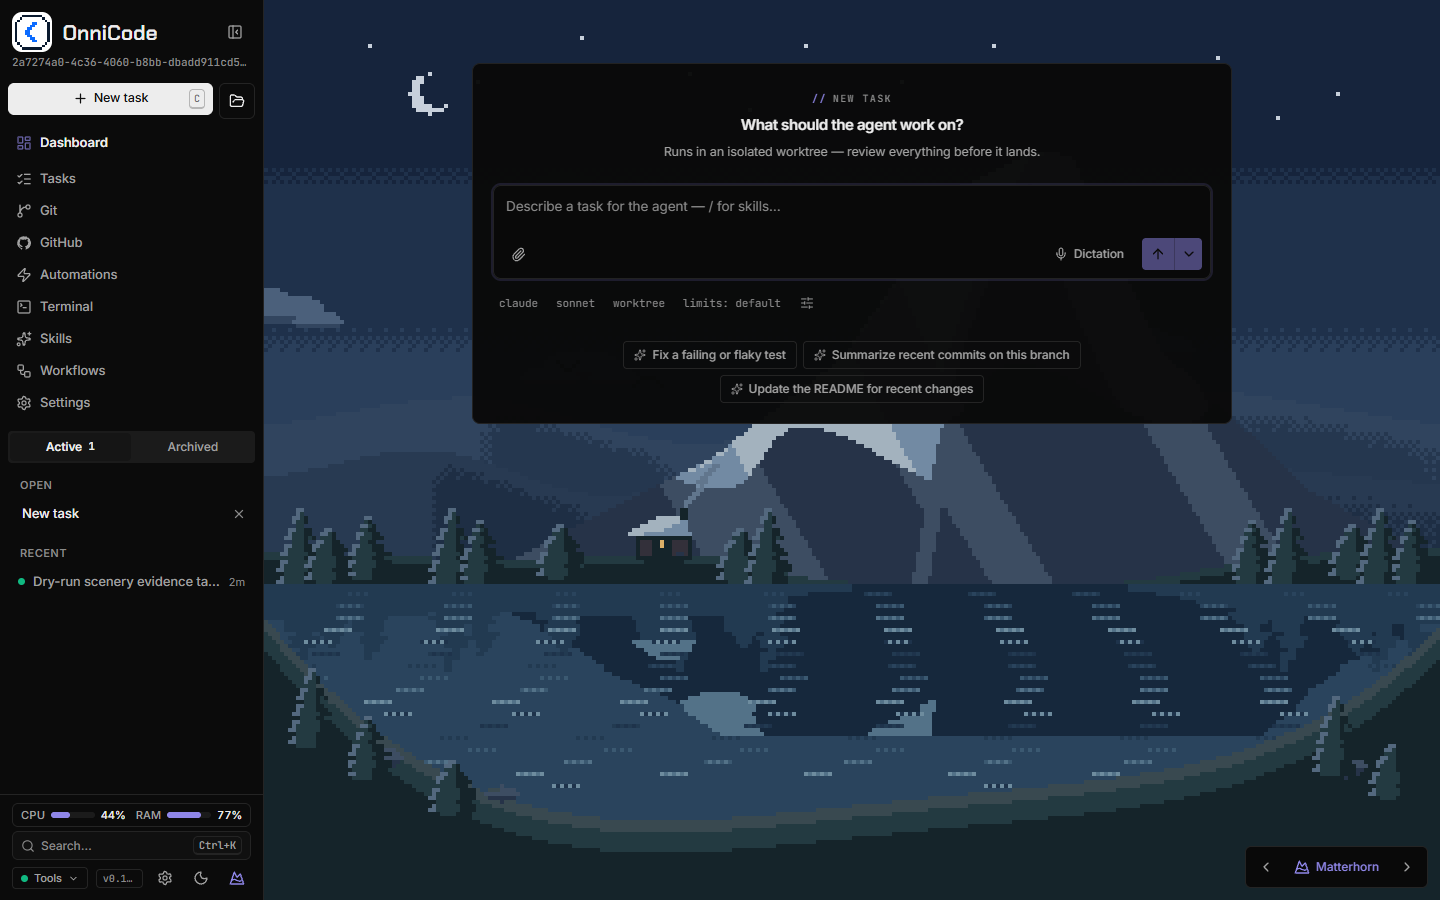 OnniCode
2a7274a0-4c36-4060-b8bb-dbadd911cd5…
New task
C
Dashboard
Tasks
Git
GitHub
Automations
Terminal
Skills
Workflows
Settings
Active 1
Archived
OPEN
New task
RECENT
Dry-run scenery evidence ta… 2m
CPU 44% RAM 77%
Search... Ctrl+K
Tools
v0.1…
// NEW TASK
What should the agent work on?
Runs in an isolated worktree — review everything before it lands.
Describe a task for the agent — / for skills...
Dictation
claude sonnet worktree limits: default
Fix a failing or flaky test
Summarize recent commits on this branch
Update the README for recent changes
Matterhorn